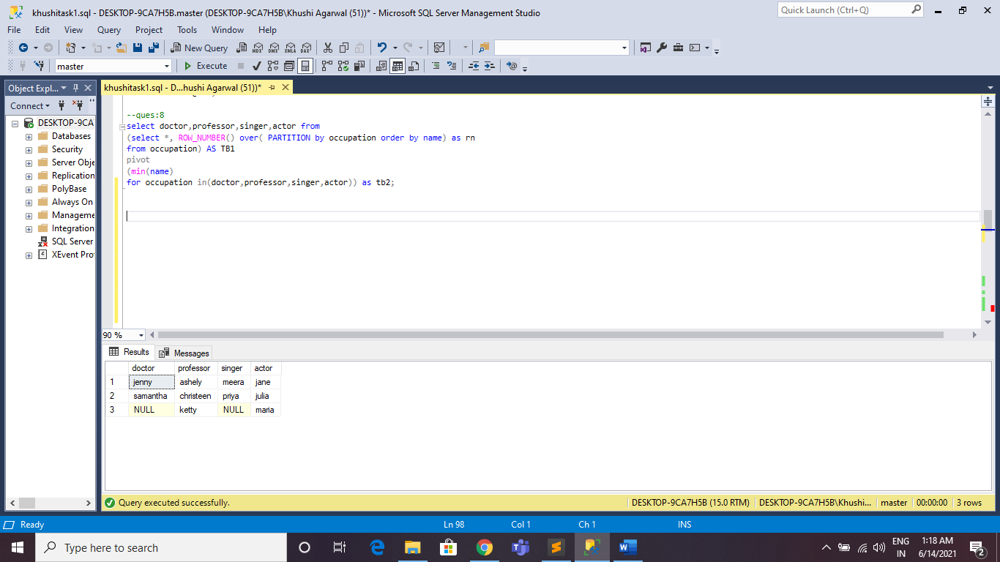 khushitask1.sql - DESKTOP-9CA7H5B.master (DESKTOP-9CA7H5B\Khushi Agarwal (51))* - Microsoft SQL Server Management Studio
Quick Launch (Ctrl+Q)
File Edit View Query Project Tools Window Help
New Query MDX DMX XMLA DAX
master Execute
Object Expl...
khushitask1.sql - D...hushi Agarwal (51))*
Connect
DESKTOP-9CA
Databases
Security
Server Obje
Replication
PolyBase
Always On
Manageme
Integration
SQL Server
XEvent Pro
--ques:8
select doctor,professor,singer,actor from
(select *, ROW_NUMBER() over( PARTITION by occupation order by name) as rn
from occupation) AS TB1
pivot
(min(name)
for occupation in(doctor,professor,singer,actor)) as tb2;
90 %
Results Messages
doctor professor singer actor
1 jenny ashely meera jane
2 samantha christeen priya julia
3 NULL ketty NULL maria
Query executed successfully. DESKTOP-9CA7H5B (15.0 RTM) DESKTOP-9CA7H5B\Khushi... master 00:00:00 3 rows
Ready Ln 98 Col 1 Ch 1 INS
Type here to search
ENG
IN
1:18 AM
6/14/2021
2